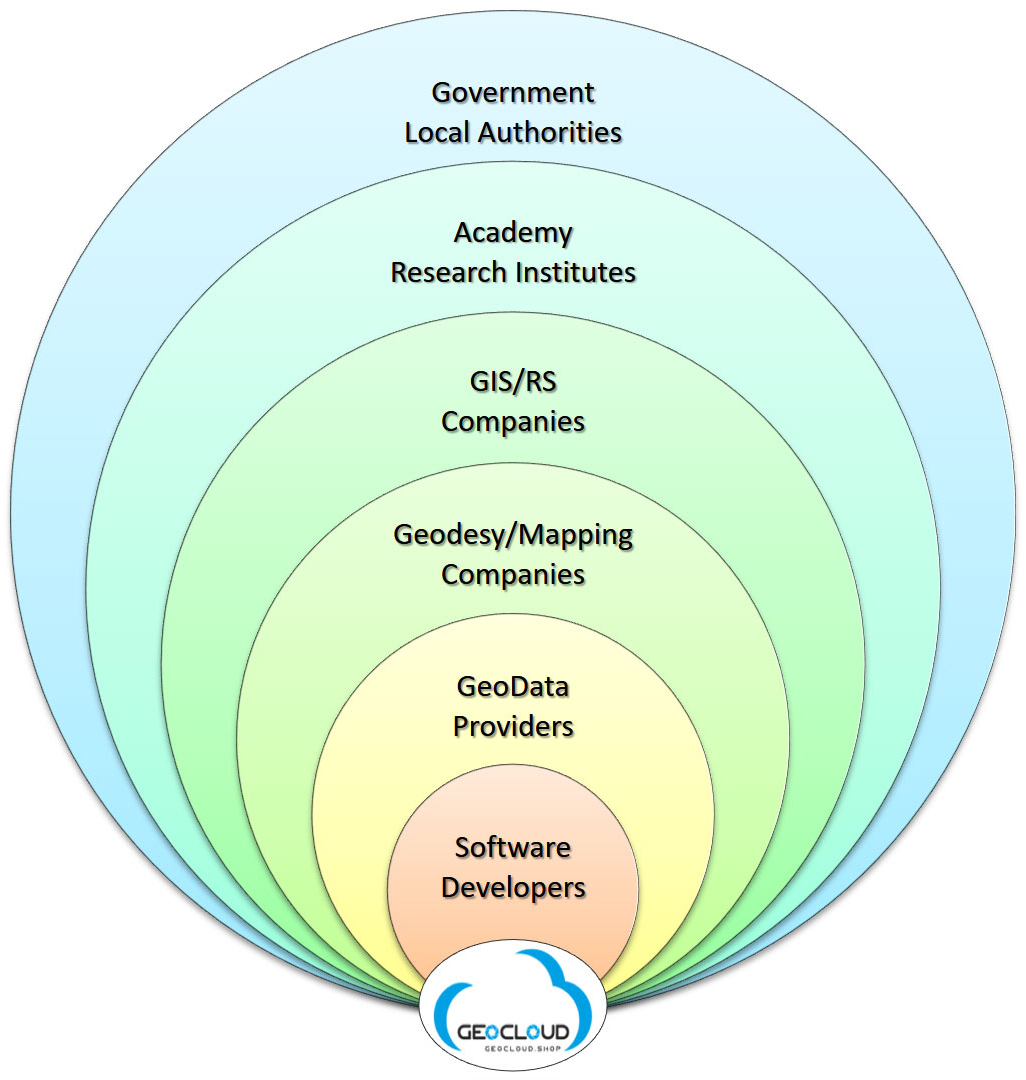 Government
Local Authorities
Academy
Research Institutes
GIS/RS
Companies
Geodesy/Mapping
Companies
GeoData
Providers
Software
Developers
GEOCLOUD
GEOCLOUD.SHOP